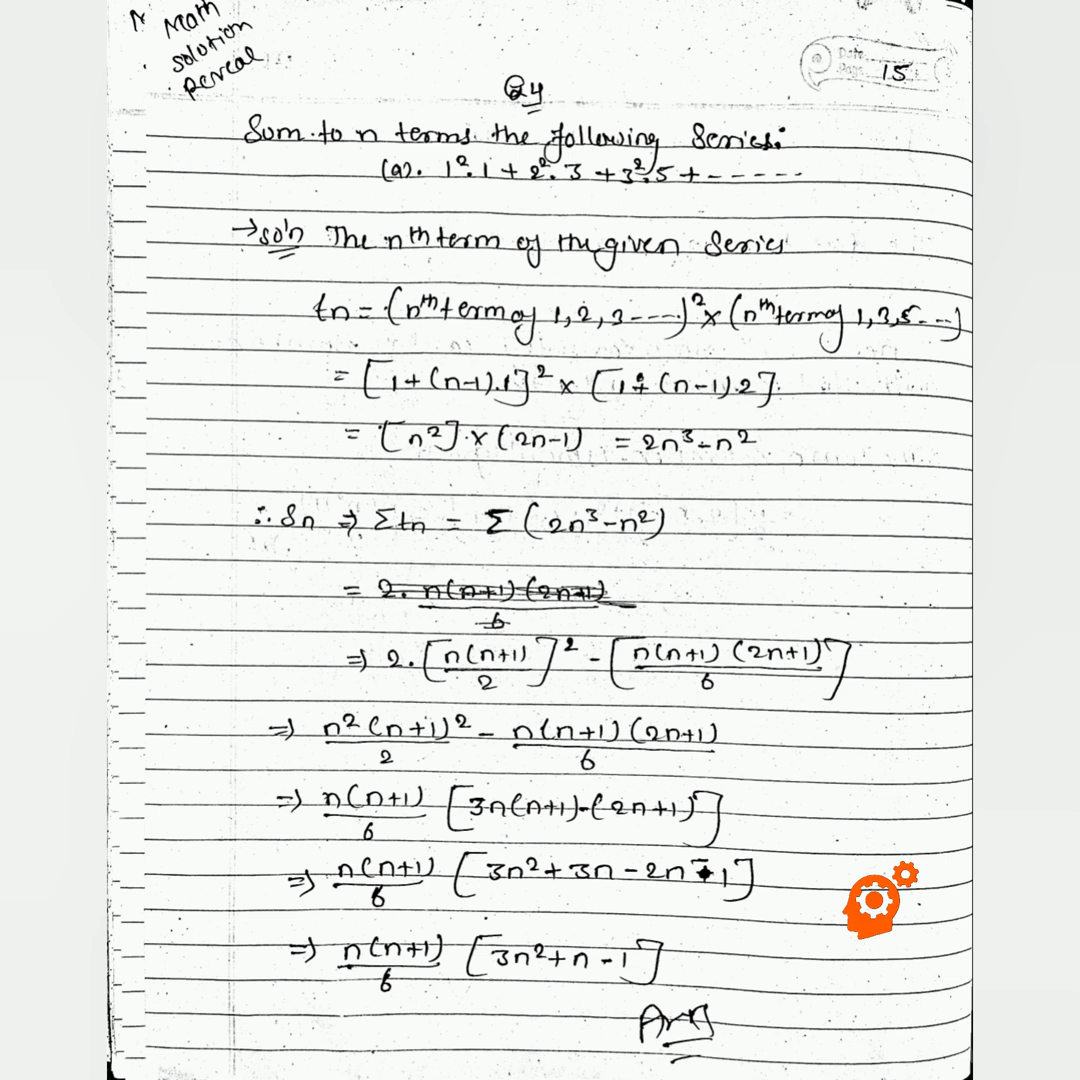 Math
solution
pereal
Date
Page 15
Q4
Sum to n terms the following Series:
(a). 1².1 + 2².3 + 3².5 + - - - - -
→ so'n The nth term of the given Series
tn = (nth term of 1, 2, 3 - - - -)² × (nth term of 1, 3, 5 - - -)
= [1 + (n-1).1]² × [1 + (n-1).2].
= [n²] × (2n-1) = 2n³ - n²
∴ Sn ⇒ Σtn = Σ (2n³ - n²)
= 2. n(n+1) (2n+1) / 6
⇒ 2. [n(n+1) / 2]² - [n(n+1) (2n+1) / 6]
⇒ n² (n+1)² / 2 - n(n+1) (2n+1) / 6
⇒ n(n+1) / 6 [3n(n+1) - (2n+1)]
⇒ n(n+1) / 6 [3n² + 3n - 2n - 1]
⇒ n(n+1) / 6 [3n² + n - 1]
Ans